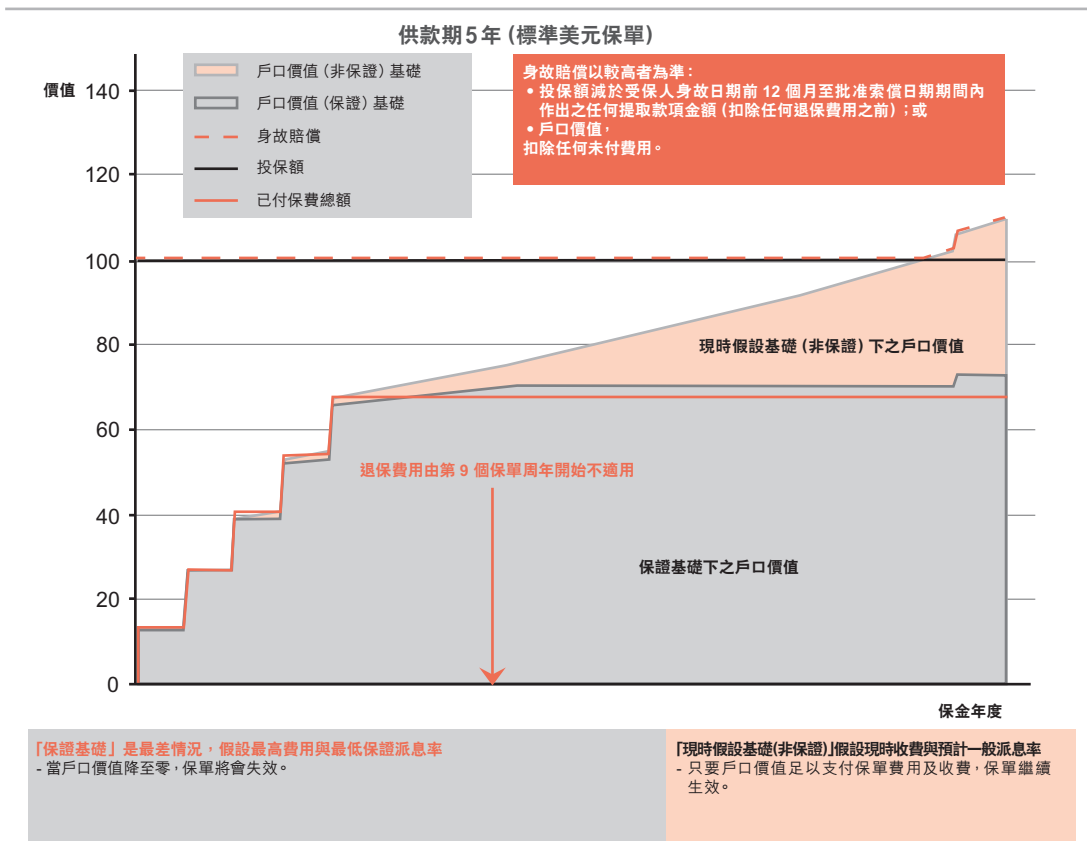 供款期5年 (標準美元保單)
價值
140
120
100
80
60
40
20
0
戶口價值 (非保證) 基礎
戶口價值 (保證) 基礎
身故賠償
投保額
已付保費總額
身故賠償以較高者為準：
• 投保額減於受保人身故日期前 12 個月至批准索償日期期間內
作出之任何提取款項金額 (扣除任何退保費用之前)；或
• 戶口價值，
扣除任何未付費用。
現時假設基礎 (非保證) 下之戶口價值
退保費用由第 9 個保單周年開始不適用
保證基礎下之戶口價值
保金年度
「保證基礎」是最差情況，假設最高費用與最低保證派息率
- 當戶口價值降至零，保單將會失效。
「現時假設基礎(非保證)」假設現時收費與預計一般派息率
- 只要戶口價值足以支付保單費用及收費，保單繼續
生效。